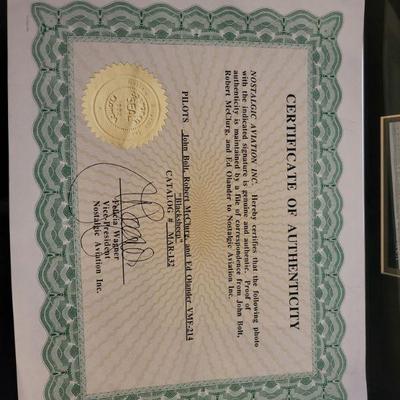 CERTIFICATE OF AUTHENTICITY
NOSTALGIC AVIATION INC. Hereby certifies that the following photo
with the indicated signature is genuine and authentic. Proof of
authenticity is maintained by a file of correspondence from John Bolt,
Robert McClurg, and Ed Olander to Nostalgic Aviation Inc.
PILOTS John Bolt, Robert McClurg, and Ed Olander VMF-214
"Blacksheep"
CATALOG # MAR-137
Felicia Wagner
Vice-President
Nostalgic Aviation Inc.